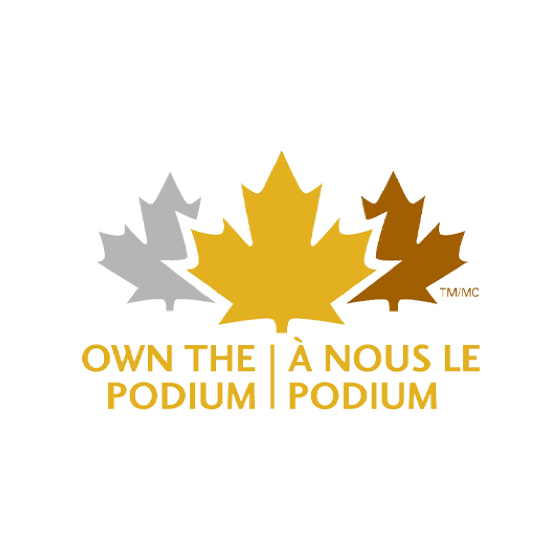 TM/MC
OWN THE
PODIUM
À NOUS LE
PODIUM